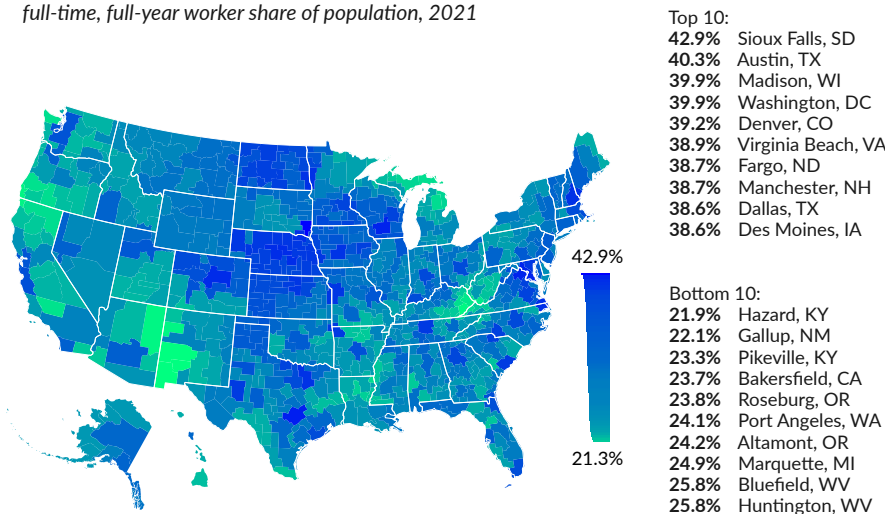 full-time, full-year worker share of population, 2021
42.9%
21.3%
Top 10:
42.9% Sioux Falls, SD
40.3% Austin, TX
39.9% Madison, WI
39.9% Washington, DC
39.2% Denver, CO
38.9% Virginia Beach, VA
38.7% Fargo, ND
38.7% Manchester, NH
38.6% Dallas, TX
38.6% Des Moines, IA
Bottom 10:
21.9% Hazard, KY
22.1% Gallup, NM
23.3% Pikeville, KY
23.7% Bakersfield, CA
23.8% Roseburg, OR
24.1% Port Angeles, WA
24.2% Altamont, OR
24.9% Marquette, MI
25.8% Bluefield, WV
25.8% Huntington, WV